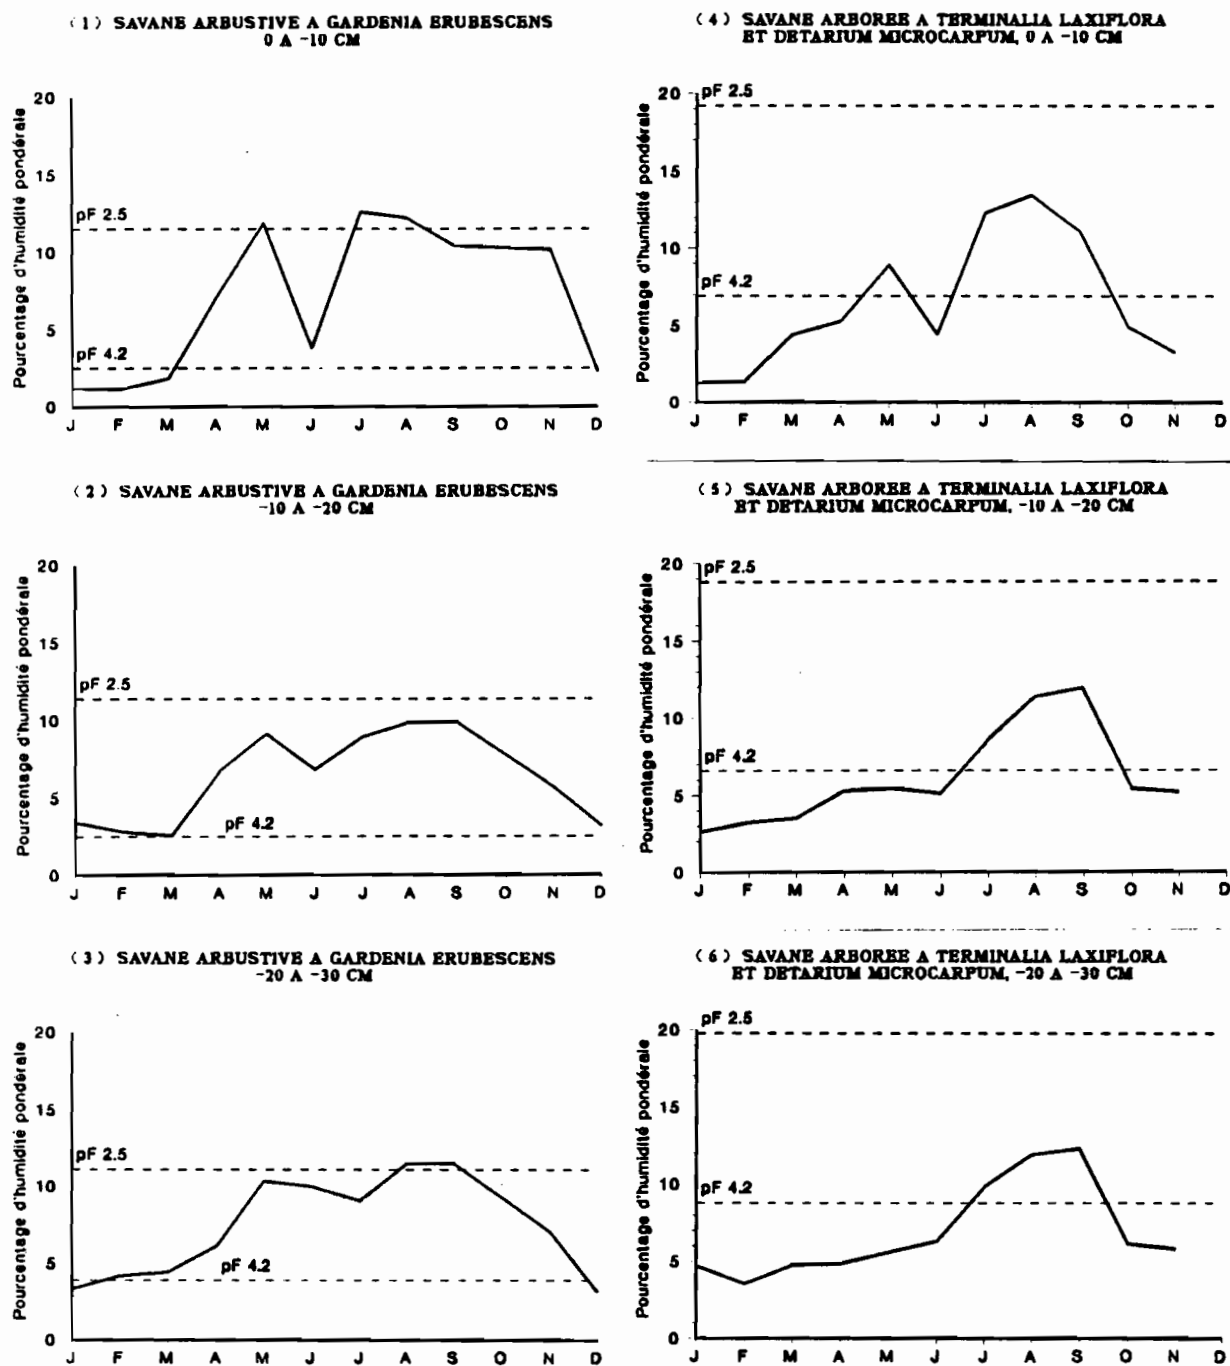 (1) SAVANE ARBUSTIVE A GARDENIA ERUBESCENS
0 A -10 CM
Pourcentage d'humidité pondérale
20
15
10
5
0
pF 2.5
pF 4.2
J F M A M J J A S O N D
(4) SAVANE ARBOREE A TERMINALIA LAXIFLORA
ET DETARIUM MICROCARPUM, 0 A -10 CM
Pourcentage d'humidité pondérale
20
15
10
5
0
pF 2.5
pF 4.2
J F M A M J J A S O N D
(2) SAVANE ARBUSTIVE A GARDENIA ERUBESCENS
-10 A -20 CM
Pourcentage d'humidité pondérale
20
15
10
5
0
pF 2.5
pF 4.2
J F M A M J J A S O N D
(5) SAVANE ARBOREE A TERMINALIA LAXIFLORA
ET DETARIUM MICROCARPUM, -10 A -20 CM
Pourcentage d'humidité pondérale
20
15
10
5
0
pF 2.5
pF 4.2
J F M A M J J A S O N D
(3) SAVANE ARBUSTIVE A GARDENIA ERUBESCENS
-20 A -30 CM
Pourcentage d'humidité pondérale
20
15
10
5
0
pF 2.5
pF 4.2
J F M A M J J A S O N D
(6) SAVANE ARBOREE A TERMINALIA LAXIFLORA
ET DETARIUM MICROCARPUM, -20 A -30 CM
Pourcentage d'humidité pondérale
20
15
10
5
0
pF 2.5
pF 4.2
J F M A M J J A S O N D